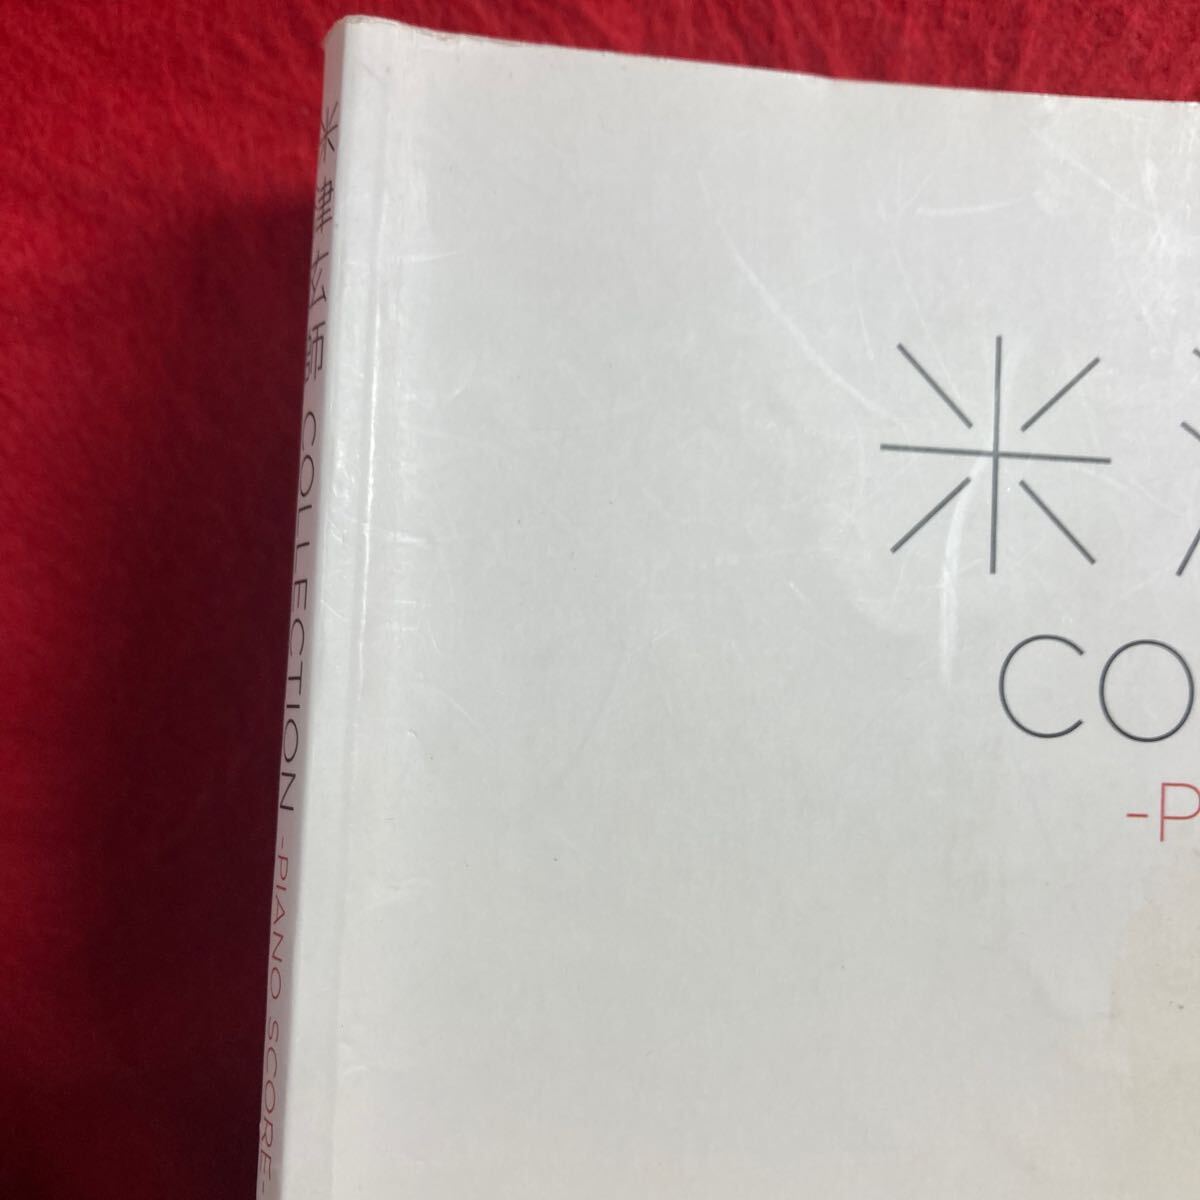 米津玄師 COLLECTION -PIANO SCORE-
米
CO
-P